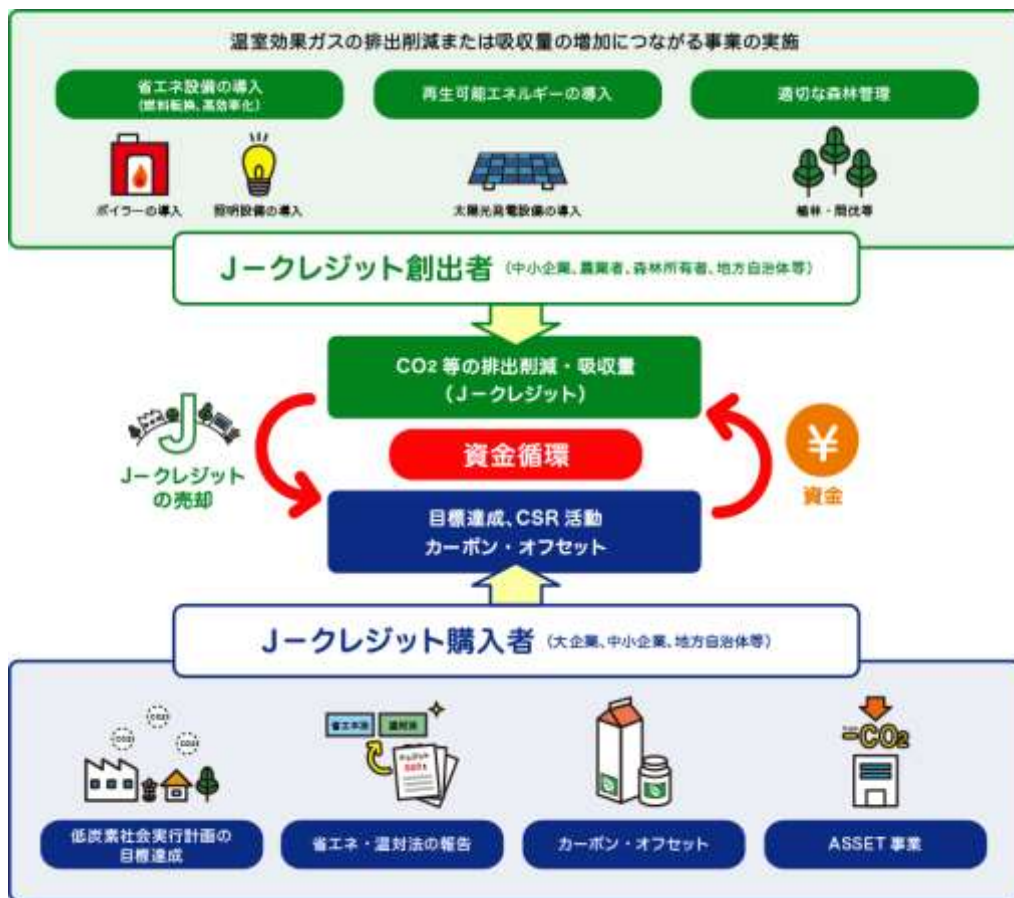 温室効果ガスの排出削減または吸収量の増加につながる事業の実施
省エネ設備の導入
(燃料転換、高効率化)
再生可能エネルギーの導入
適切な森林管理
ボイラーの導入
照明設備の導入
太陽光発電設備の導入
植林・間伐等
Jークレジット創出者 (中小企業、農業者、森林所有者、地方自治体等)
CO2 等の排出削減・吸収量
(Jークレジット)
J
Jークレジット
の売却
資金循環
¥
資金
目標達成、CSR 活動
カーボン・オフセット
Jークレジット購入者 (大企業、中小企業、地方自治体等)
CO2
CO2
CO2
省エネ法
温対法
-CO2
低炭素社会実行計画の
目標達成
省エネ・温対法の報告
カーボン・オフセット
ASSET 事業